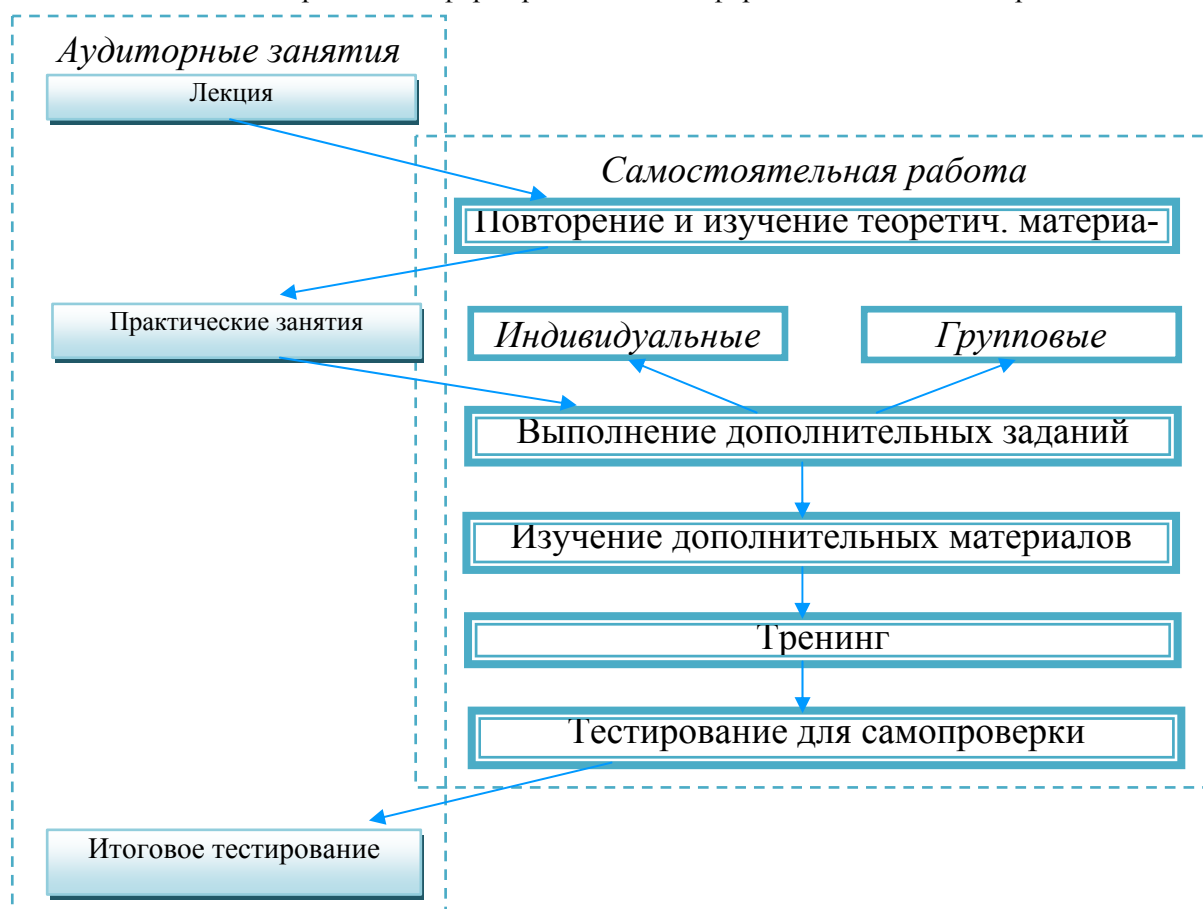 Аудиторные занятия
Лекция
Самостоятельная работа
Повторение и изучение теоретич. материа-
Практические занятия
Индивидуальные
Групповые
Выполнение дополнительных заданий
Изучение дополнительных материалов
Тренинг
Тестирование для самопроверки
Итоговое тестирование